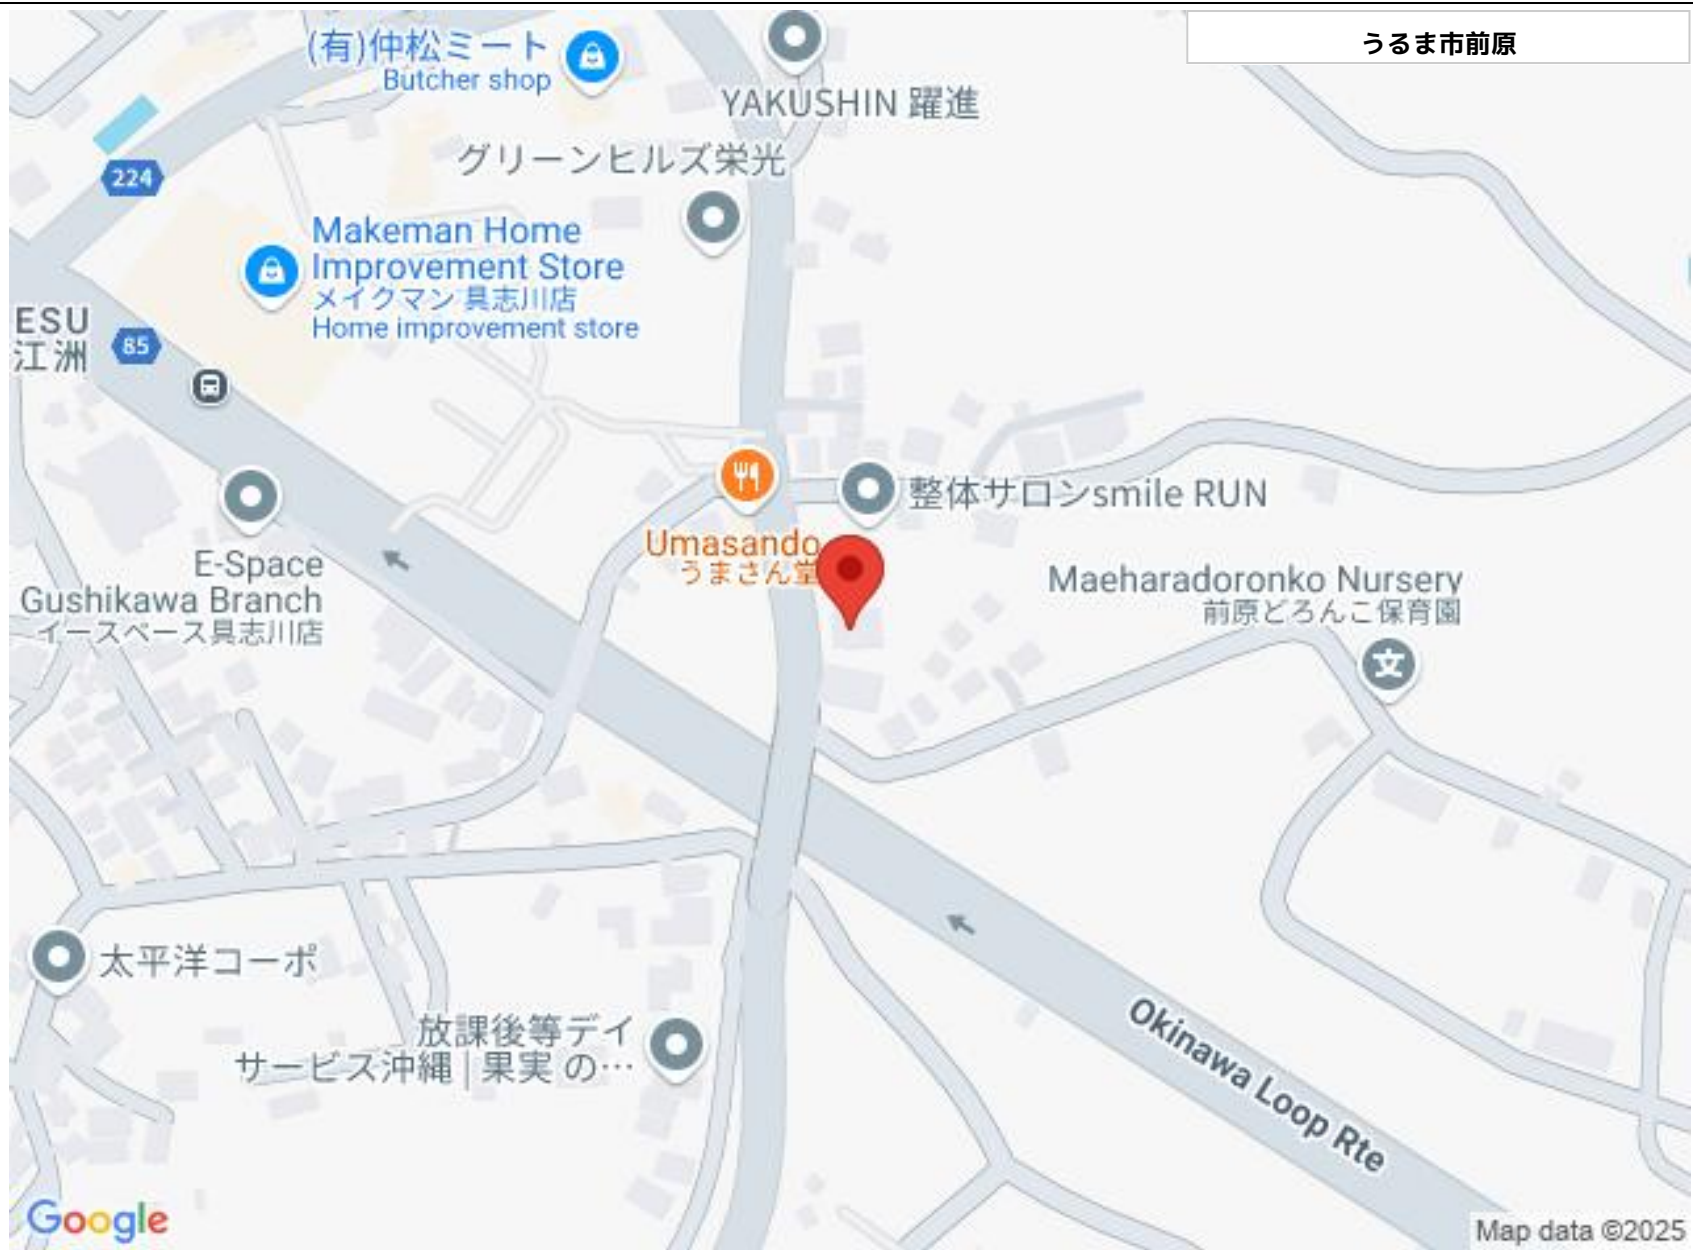 うるま市前原
(有)仲松ミート
Butcher shop
YAKUSHIN 躍進
グリーンヒルズ栄光
224
Makeman Home
Improvement Store
メイクマン 具志川店
Home improvement store
ESU
江洲
85
整体サロンsmile RUN
Umasando
うまさん堂
E-Space
Gushikawa Branch
イースペース具志川店
Maeharadoronko Nursery
前原どろんこ保育園
文
太平洋コーポ
放課後等デイ
サービス沖縄 | 果実 の…
Okinawa Loop Rte
Google
Map data ©2025